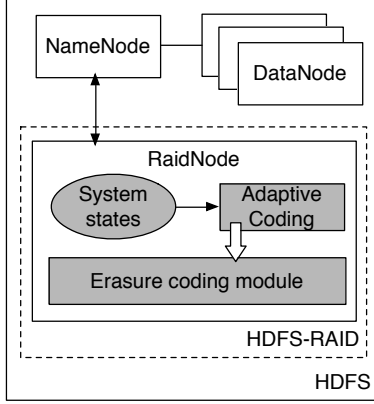 NameNode
DataNode
RaidNode
System
states
Adaptive
Coding
Erasure coding module
HDFS-RAID
HDFS